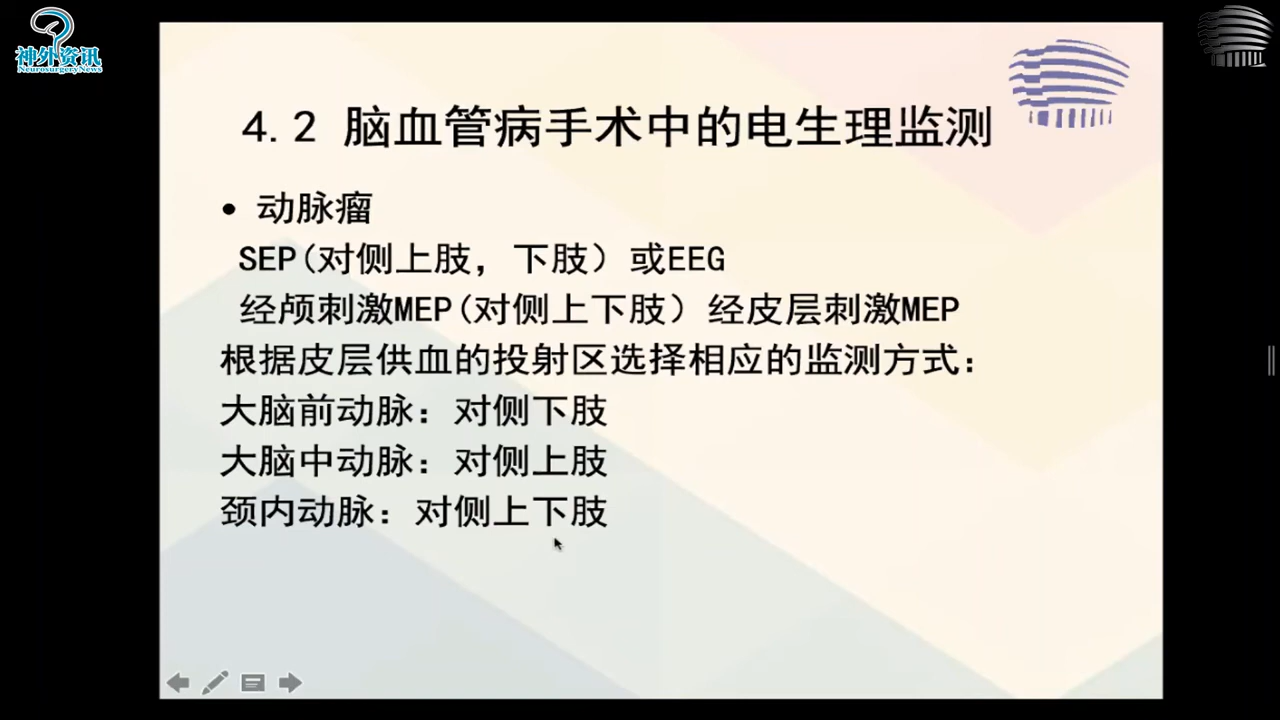 神外资讯
NeurosurgeryNews
4.2 脑血管病手术中的电生理监测
• 动脉瘤
SEP(对侧上肢，下肢）或EEG
经颅刺激MEP(对侧上下肢）经皮层刺激MEP
根据皮层供血的投射区选择相应的监测方式：
大脑前动脉：对侧下肢
大脑中动脉：对侧上肢
颈内动脉：对侧上下肢